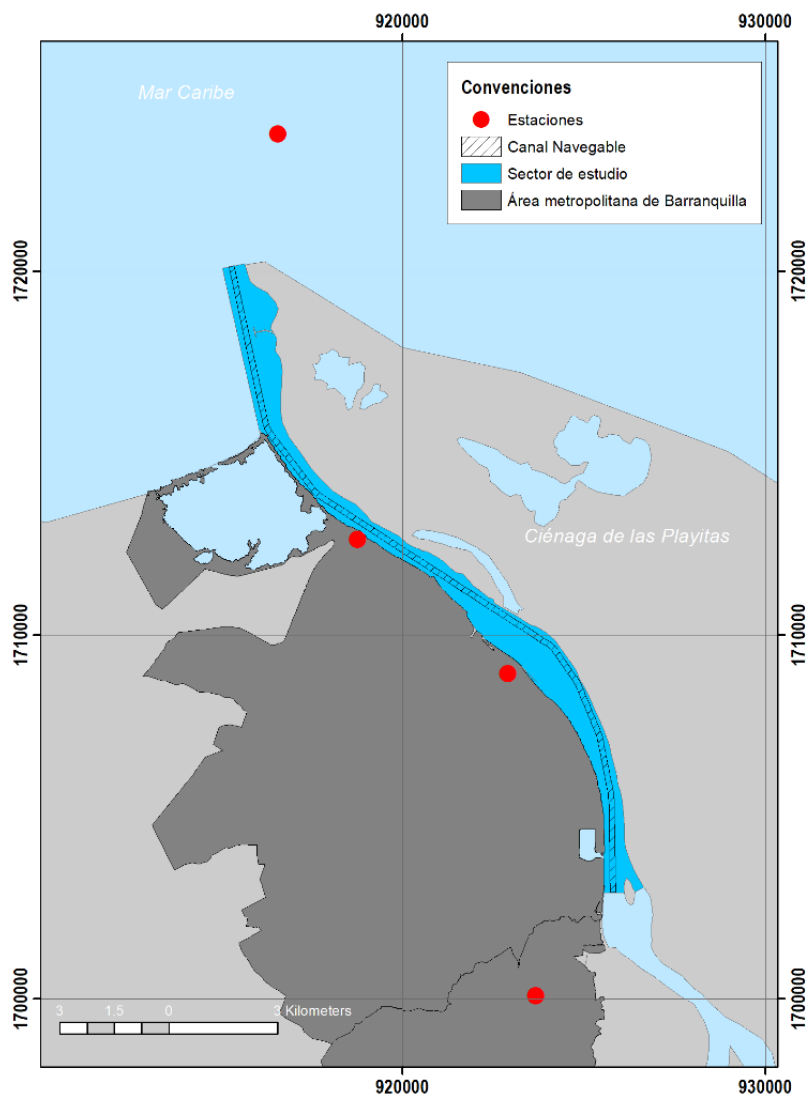 920000
930000
Mar Caribe
Convenciones
Estaciones
Canal Navegable
Sector de estudio
Área metropolitana de Barranquilla
1720000
1720000
Ciénaga de las Playitas
1710000
1710000
1700000
1700000
3 1.5 0 3 Kilometers
920000
930000